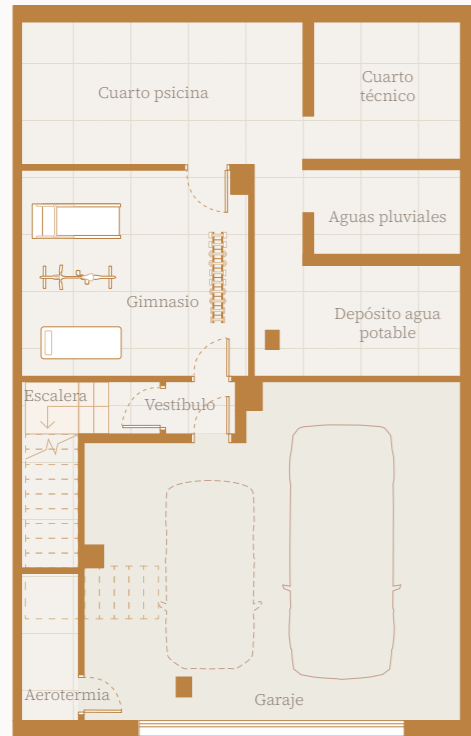 Cuarto psicina
Cuarto
técnico
Aguas pluviales
Gimnasio
Depósito agua
potable
Escalera
Vestíbulo
Aerotermia
Garaje